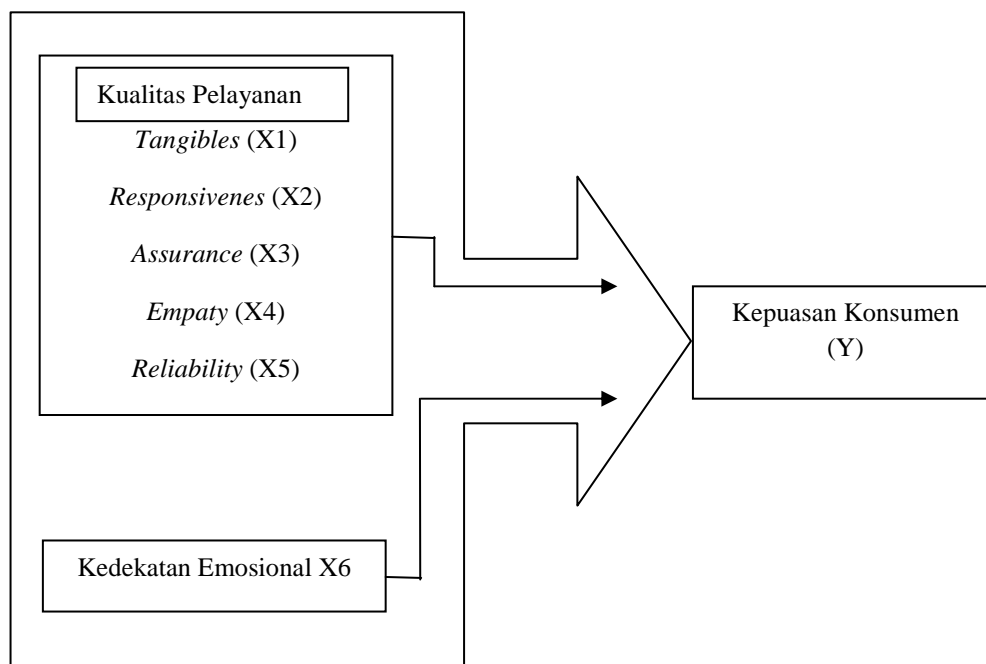 Kualitas Pelayanan
Tangibles (X1)
Responsivenes (X2)
Assurance (X3)
Empaty (X4)
Reliability (X5)
Kepuasan Konsumen
(Y)
Kedekatan Emosional X6